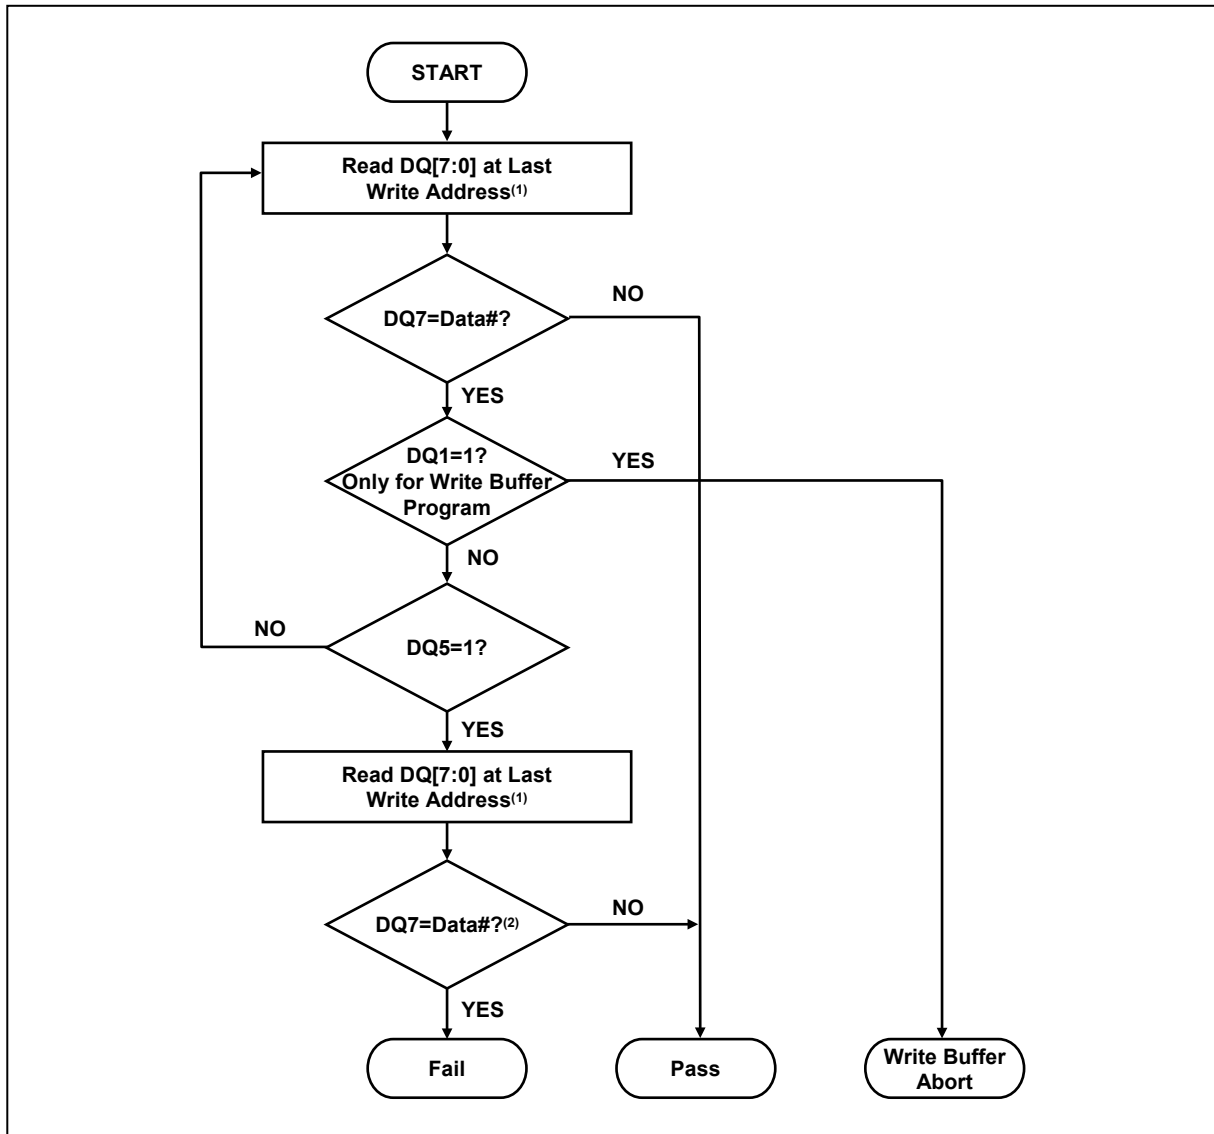 START
Read DQ[7:0] at Last
Write Address(1)
DQ7=Data#?
NO
YES
DQ1=1?
Only for Write Buffer
Program
YES
NO
DQ5=1?
NO
YES
Read DQ[7:0] at Last
Write Address(1)
DQ7=Data#?(2)
NO
YES
Fail
Pass
Write Buffer
Abort